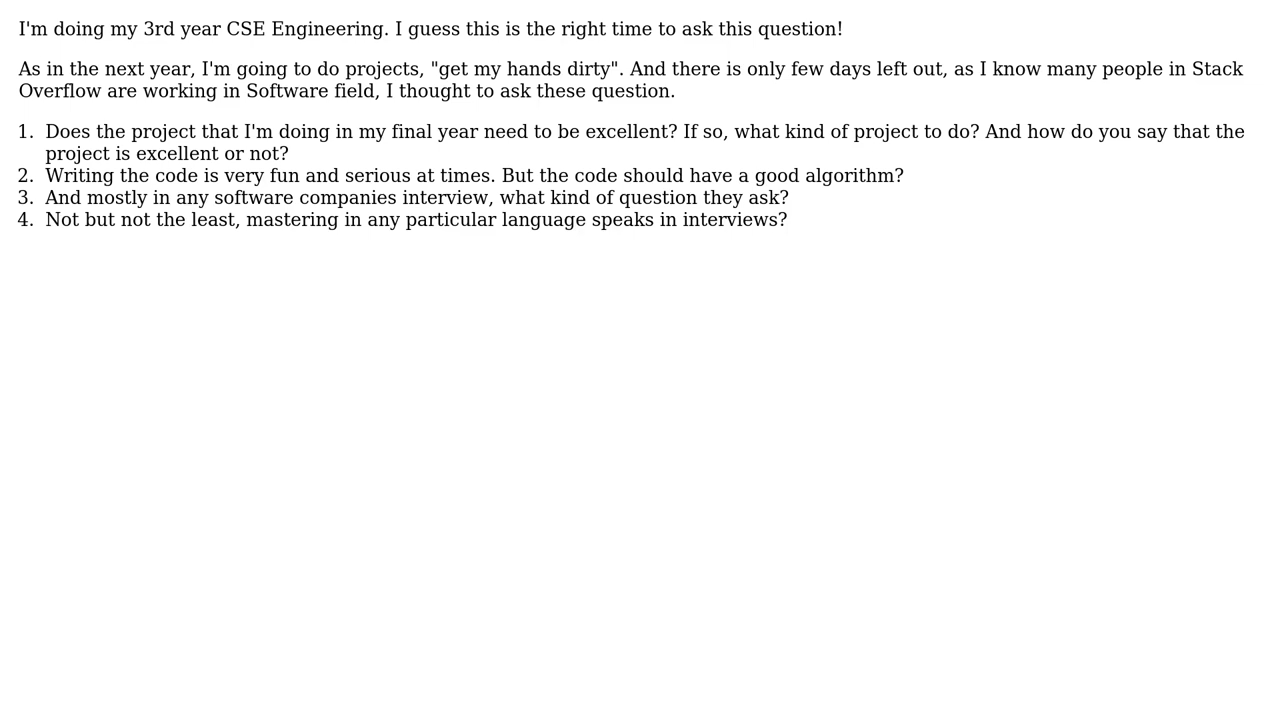 I'm doing my 3rd year CSE Engineering. I guess this is the right time to ask this question!
As in the next year, I'm going to do projects, "get my hands dirty". And there is only few days left out, as I know many people in Stack
Overflow are working in Software field, I thought to ask these question.
1. Does the project that I'm doing in my final year need to be excellent? If so, what kind of project to do? And how do you say that the
project is excellent or not?
2. Writing the code is very fun and serious at times. But the code should have a good algorithm?
3. And mostly in any software companies interview, what kind of question they ask?
4. Not but not the least, mastering in any particular language speaks in interviews?